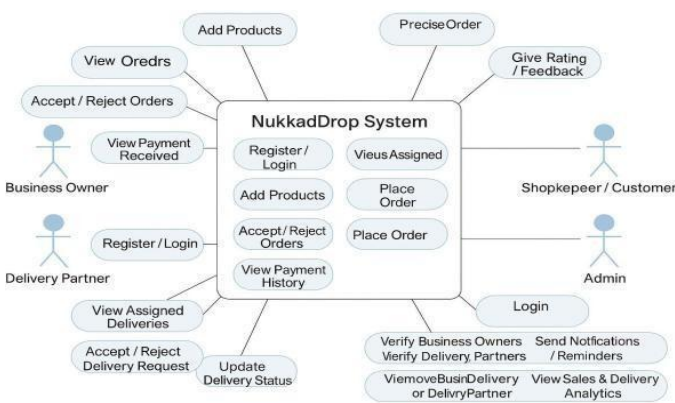 Add Products
PreciseOrder
View Oredrs
Give Rating
/ Feedback
Accept / Reject Orders
NukkadDrop System
View Payment
Received
Register /
Login
Vieus Assigned
Business Owner
Shopkepeer / Customer
Add Products
Place
Order
Accept / Reject
Orders
Place Order
Register / Login
Delivery Partner
Admin
View Payment
History
View Assigned
Deliveries
Login
Accept / Reject
Delivery Request
Update
Delivery Status
Verify Business Owners
Verify Delivery, Partners
Send Notfications
/ Reminders
ViemoveBusinDelivery
or DelivryPartner
View Sales & Delivery
Analytics